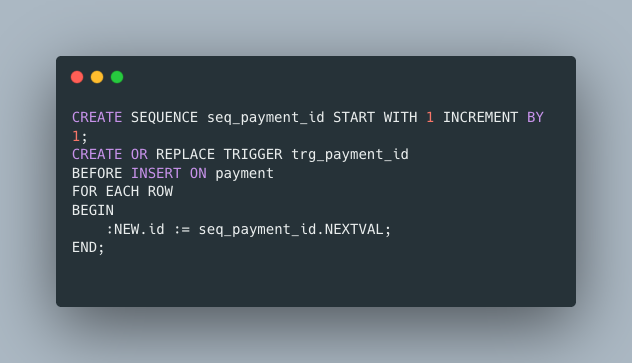 CREATE SEQUENCE seq_payment_id START WITH 1 INCREMENT BY
1;
CREATE OR REPLACE TRIGGER trg_payment_id
BEFORE INSERT ON payment
FOR EACH ROW
BEGIN
    :NEW.id := seq_payment_id.NEXTVAL;
END;